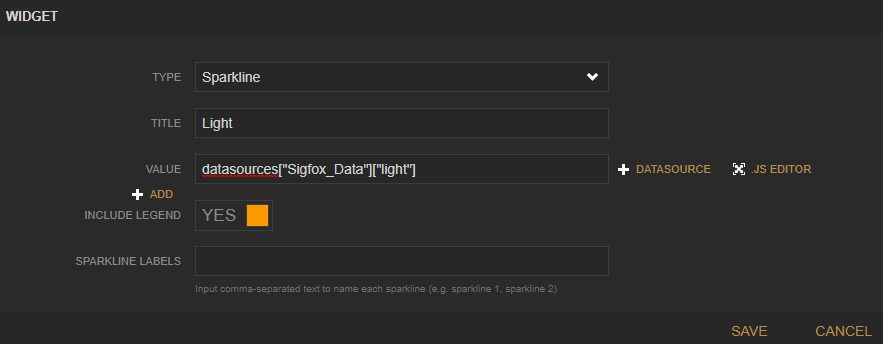 WIDGET
TYPE Sparkline
TITLE Light
VALUE datasources["Sigfox_Data"]["light"] DATASOURCE .JS EDITOR
ADD
INCLUDE LEGEND YES
SPARKLINE LABELS
Input comma-separated text to name each sparkline (e.g. sparkline 1, sparkline 2)
SAVE CANCEL